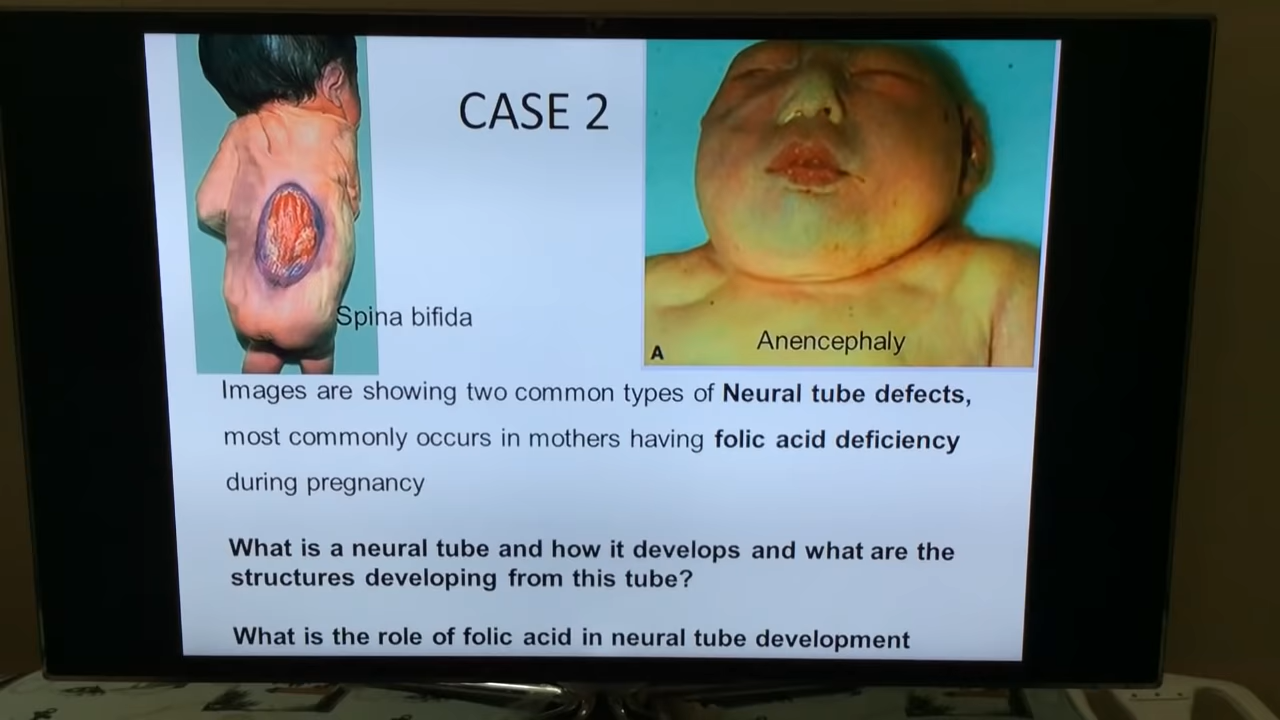 CASE 2
Spina bifida
A
Anencephaly
Images are showing two common types of Neural tube defects,
most commonly occurs in mothers having folic acid deficiency
during pregnancy
What is a neural tube and how it develops and what are the
structures developing from this tube?
What is the role of folic acid in neural tube development